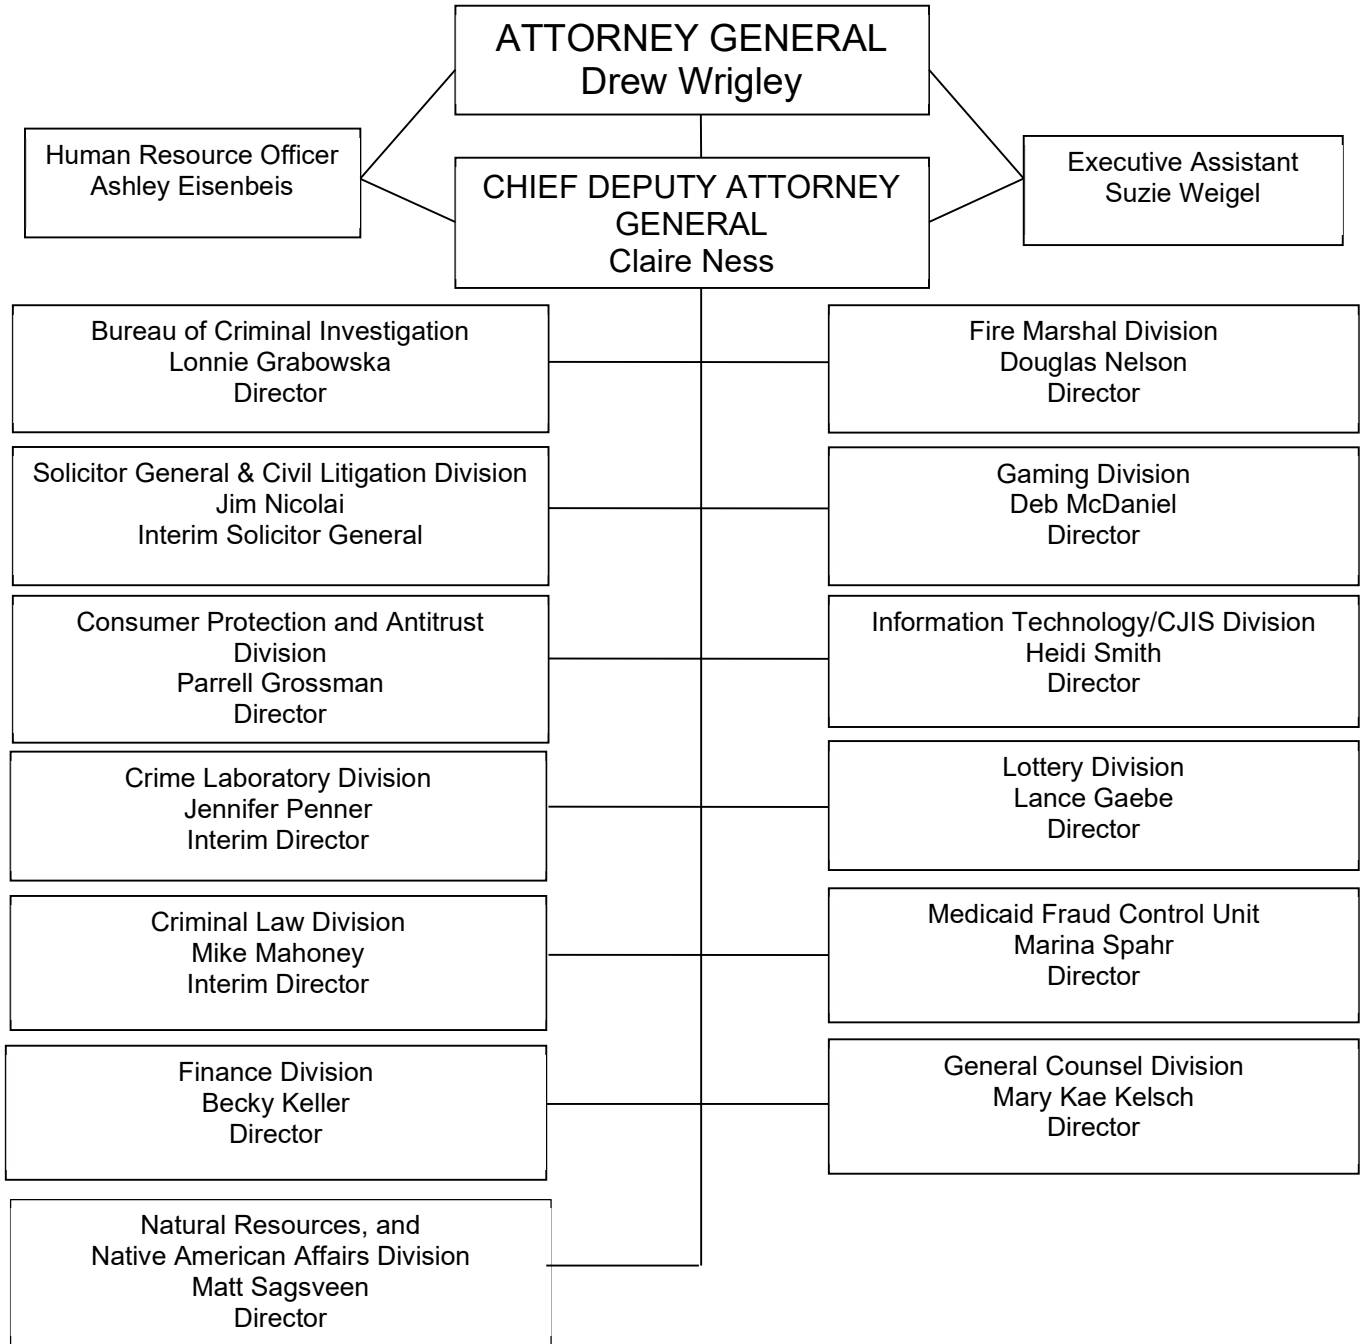 ATTORNEY GENERAL
Drew Wrigley
Human Resource Officer
Ashley Eisenbeis
CHIEF DEPUTY ATTORNEY
GENERAL
Claire Ness
Executive Assistant
Suzie Weigel
Bureau of Criminal Investigation
Lonnie Grabowska
Director
Fire Marshal Division
Douglas Nelson
Director
Solicitor General & Civil Litigation Division
Jim Nicolai
Interim Solicitor General
Gaming Division
Deb McDaniel
Director
Consumer Protection and Antitrust
Division
Parrell Grossman
Director
Information Technology/CJIS Division
Heidi Smith
Director
Crime Laboratory Division
Jennifer Penner
Interim Director
Lottery Division
Lance Gaebe
Director
Criminal Law Division
Mike Mahoney
Interim Director
Medicaid Fraud Control Unit
Marina Spahr
Director
Finance Division
Becky Keller
Director
General Counsel Division
Mary Kae Kelsch
Director
Natural Resources, and
Native American Affairs Division
Matt Sagsveen
Director